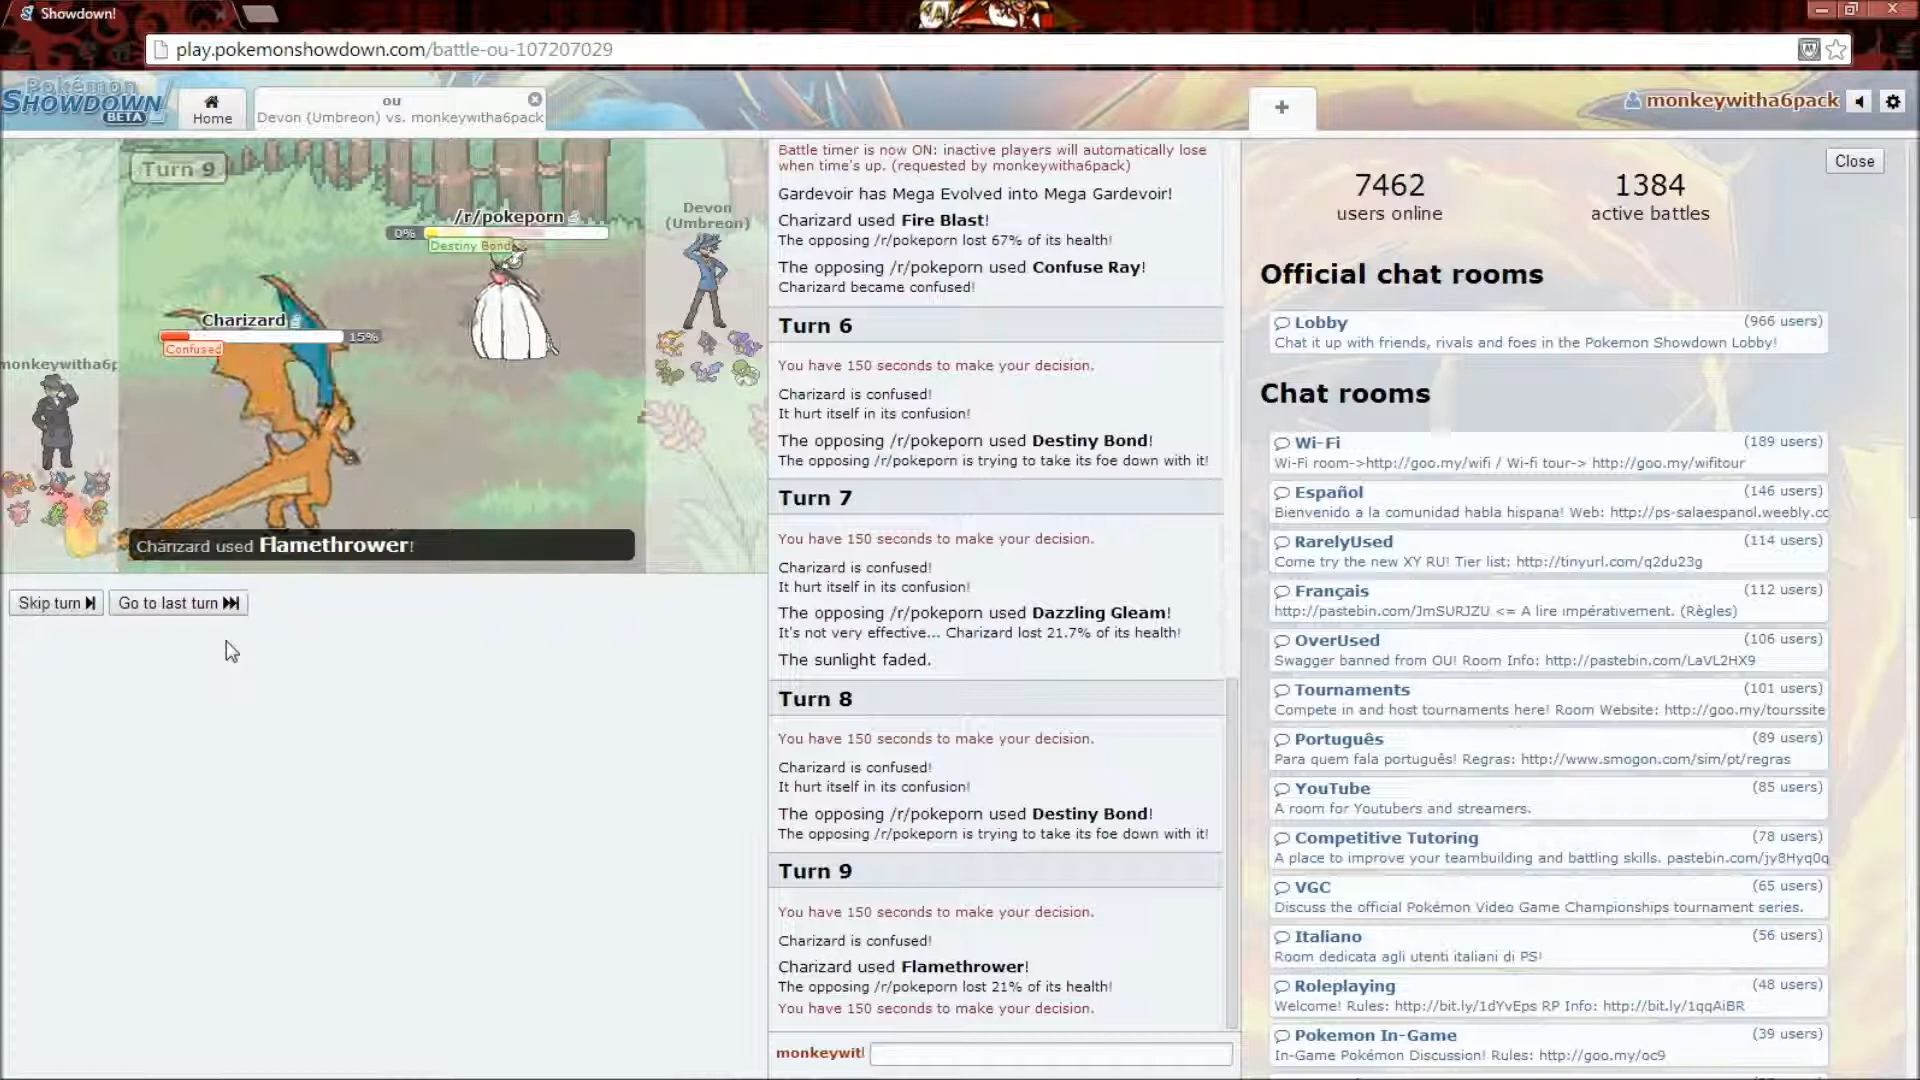 Showdown!
play.pokemonshowdown.com/battle-ou-107207029
Pokémon
SHOWDOWN
BETA
Home
ou
Devon (Umbreon) vs. monkeywitha6pack
+
monkeywitha6pack
Turn 9
/r/pokeporn
0%
Destiny Bond
Devon
(Umbreon)
Charizard
15%
Confused
monkeywitha6p
Charizard used Flamethrower!
Skip turn
Go to last turn
Battle timer is now ON: inactive players will automatically lose
when time's up. (requested by monkeywitha6pack)
Gardevoir has Mega Evolved into Mega Gardevoir!
Charizard used Fire Blast!
The opposing /r/pokeporn lost 67% of its health!
The opposing /r/pokeporn used Confuse Ray!
Charizard became confused!
Turn 6
You have 150 seconds to make your decision.
Charizard is confused!
It hurt itself in its confusion!
The opposing /r/pokeporn used Destiny Bond!
The opposing /r/pokeporn is trying to take its foe down with it!
Turn 7
You have 150 seconds to make your decision.
Charizard is confused!
It hurt itself in its confusion!
The opposing /r/pokeporn used Dazzling Gleam!
It's not very effective... Charizard lost 21.7% of its health!
The sunlight faded.
Turn 8
You have 150 seconds to make your decision.
Charizard is confused!
It hurt itself in its confusion!
The opposing /r/pokeporn used Destiny Bond!
The opposing /r/pokeporn is trying to take its foe down with it!
Turn 9
You have 150 seconds to make your decision.
Charizard is confused!
Charizard used Flamethrower!
The opposing /r/pokeporn lost 21% of its health!
You have 150 seconds to make your decision.
monkeywit
Close
7462 1384
users online active battles
Official chat rooms
Lobby (966 users)
Chat it up with friends, rivals and foes in the Pokemon Showdown Lobby!
Chat rooms
Wi-Fi (189 users)
Wi-Fi room->http://goo.my/wifi / Wi-fi tour-> http://goo.my/wifitour
Español (146 users)
Bienvenido a la comunidad habla hispana! Web: http://ps-salaespanol.weebly.co
RarelyUsed (114 users)
Come try the new XY RU! Tier list: http://tinyurl.com/q2du23g
Français (112 users)
http://pastebin.com/JmSURJZU <= A lire impérativement. (Règles)
OverUsed (106 users)
Swagger banned from OU! Room Info: http://pastebin.com/LaVL2HX9
Tournaments (101 users)
Compete in and host tournaments here! Room Website: http://goo.my/tourssite
Português (89 users)
Para quem fala português! Regras: http://www.smogon.com/sim/pt/regras
YouTube (85 users)
A room for Youtubers and streamers.
Competitive Tutoring (78 users)
A place to improve your teambuilding and battling skills. pastebin.com/jy8Hyq0q
VGC (65 users)
Discuss the official Pokémon Video Game Championships tournament series.
Italiano (56 users)
Room dedicata agli utenti italiani di PS!
Roleplaying (48 users)
Welcome! Rules: http://bit.ly/1dYvEps RP Info: http://bit.ly/1qqAiBR
Pokemon In-Game (39 users)
In-Game Pokémon Discussion! Rules: http://goo.my/oc9